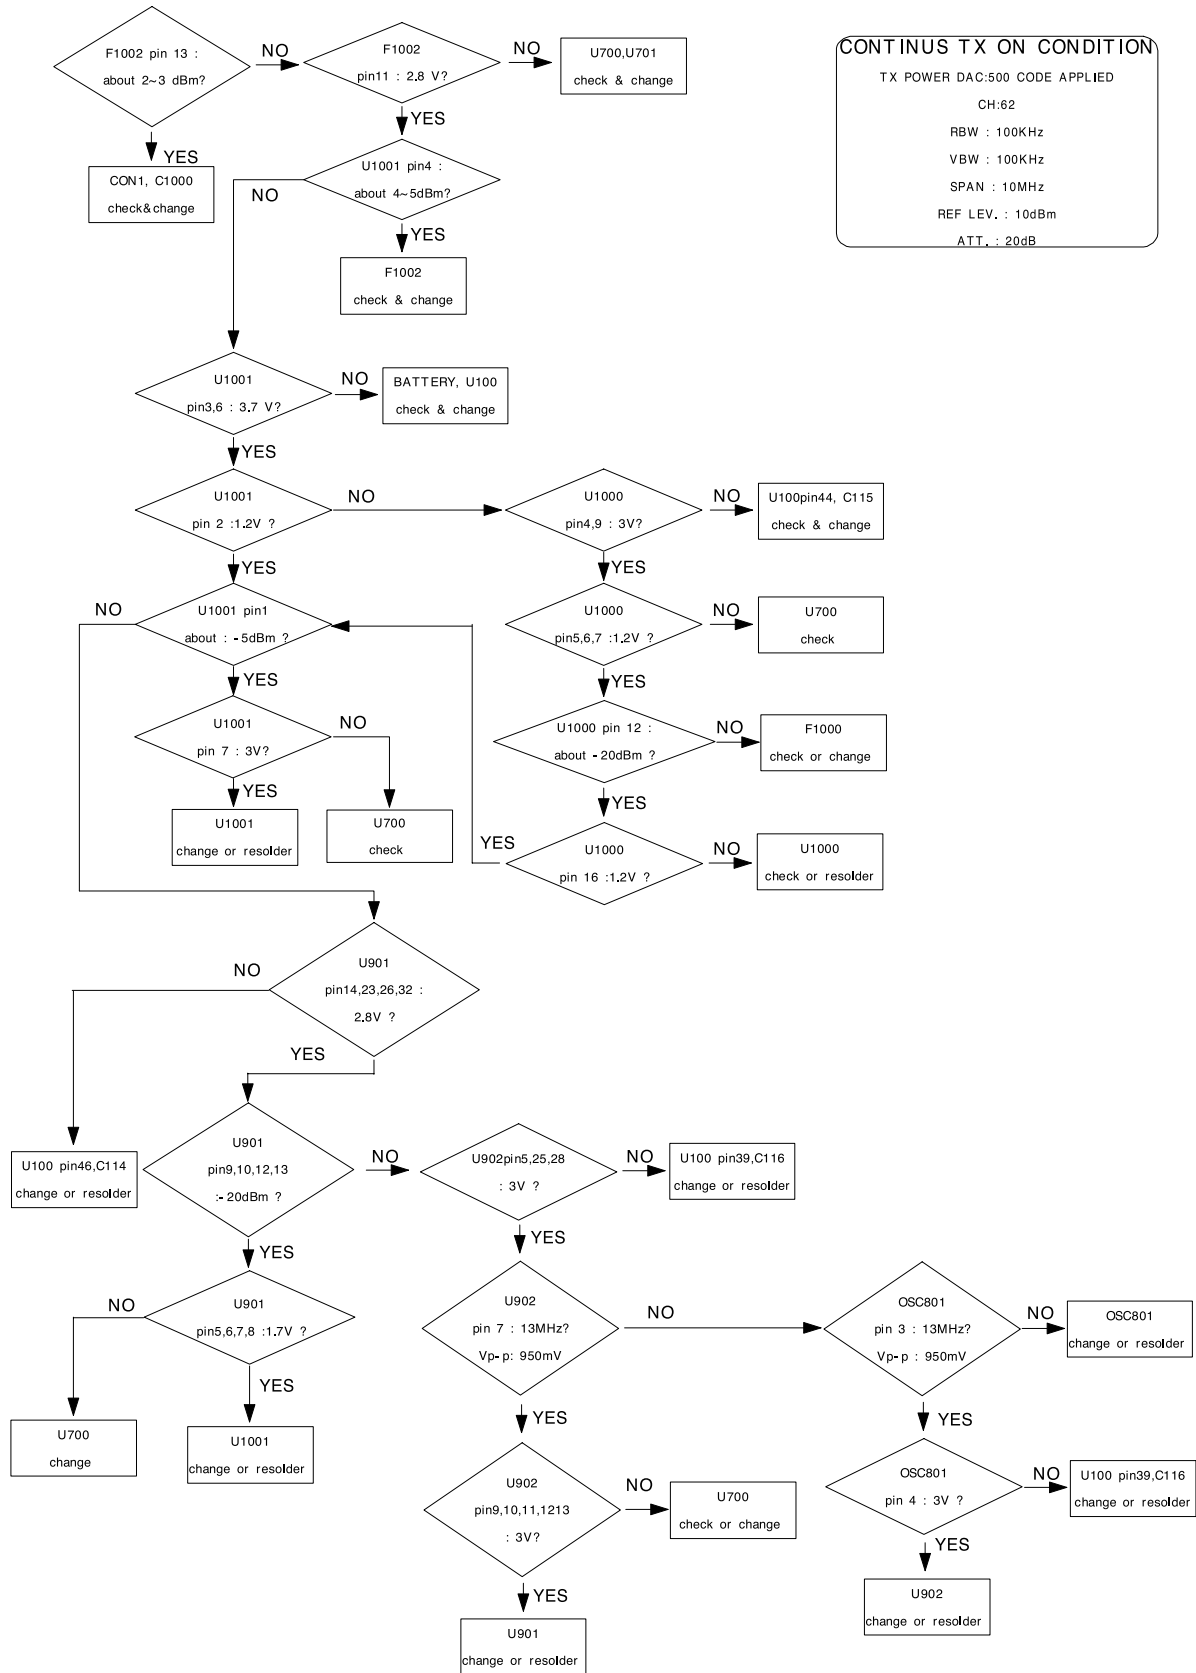 F1002 pin 13 :
about 2~3 dBm?
NO
F1002
pin11 : 2.8 V?
NO
U700,U701
check & change
YES
CON1, C1000
check&change
YES
U1001 pin4 :
about 4~5dBm?
NO
YES
F1002
check & change
CONTINUS TX ON CONDITION
TX POWER DAC:500 CODE APPLIED
CH:62
RBW : 100KHz
VBW : 100KHz
SPAN : 10MHz
REF LEV. : 10dBm
ATT. : 20dB
U1001
pin3,6 : 3.7 V?
NO
BATTERY, U100
check & change
YES
U1001
pin 2 :1.2V ?
NO
U1000
pin4,9 : 3V?
NO
U100pin44, C115
check & change
YES
YES
NO
U1001 pin1
about : -5dBm ?
U1000
pin5,6,7 :1.2V ?
NO
U700
check
YES
YES
U1001
pin 7 : 3V?
NO
U1000 pin 12 :
about -20dBm ?
NO
F1000
check or change
YES
YES
U1001
change or resolder
U700
check
YES
U1000
pin 16 :1.2V ?
NO
U1000
check or resolder
NO
U901
pin14,23,26,32 :
2.8V ?
YES
U100 pin46,C114
change or resolder
U901
pin9,10,12,13
:-20dBm ?
NO
U902pin5,25,28
: 3V ?
NO
U100 pin39,C116
change or resolder
YES
YES
NO
U901
pin5,6,7,8 :1.7V ?
U902
pin 7 : 13MHz?
Vp-p: 950mV
NO
OSC801
pin 3 : 13MHz?
Vp-p : 950mV
NO
OSC801
change or resolder
YES
YES
YES
U700
change
U1001
change or resolder
U902
pin9,10,11,1213
: 3V?
NO
U700
check or change
OSC801
pin 4 : 3V ?
NO
U100 pin39,C116
change or resolder
YES
YES
U901
change or resolder
U902
change or resolder